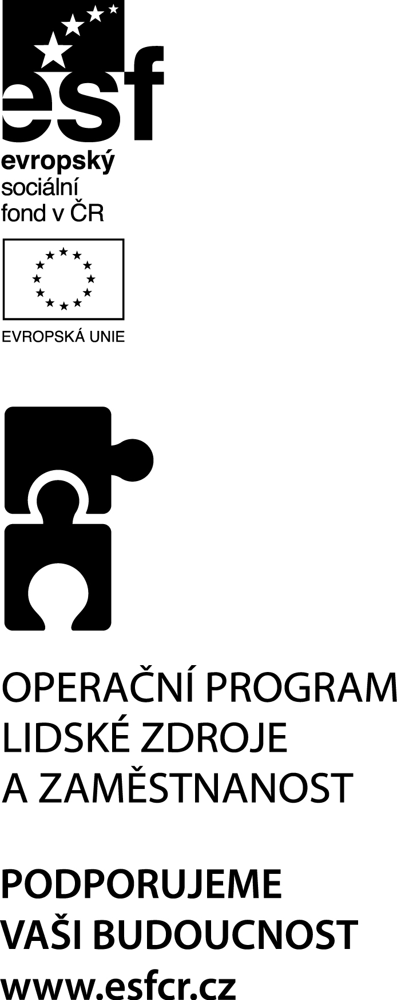 esf
evropský
sociální
fond v ČR
EVROPSKÁ UNIE
OPERAČNÍ PROGRAM
LIDSKÉ ZDROJE
A ZAMĚSTNANOST
PODPORUJEME
VAŠI BUDOUCNOST
www.esfcr.cz